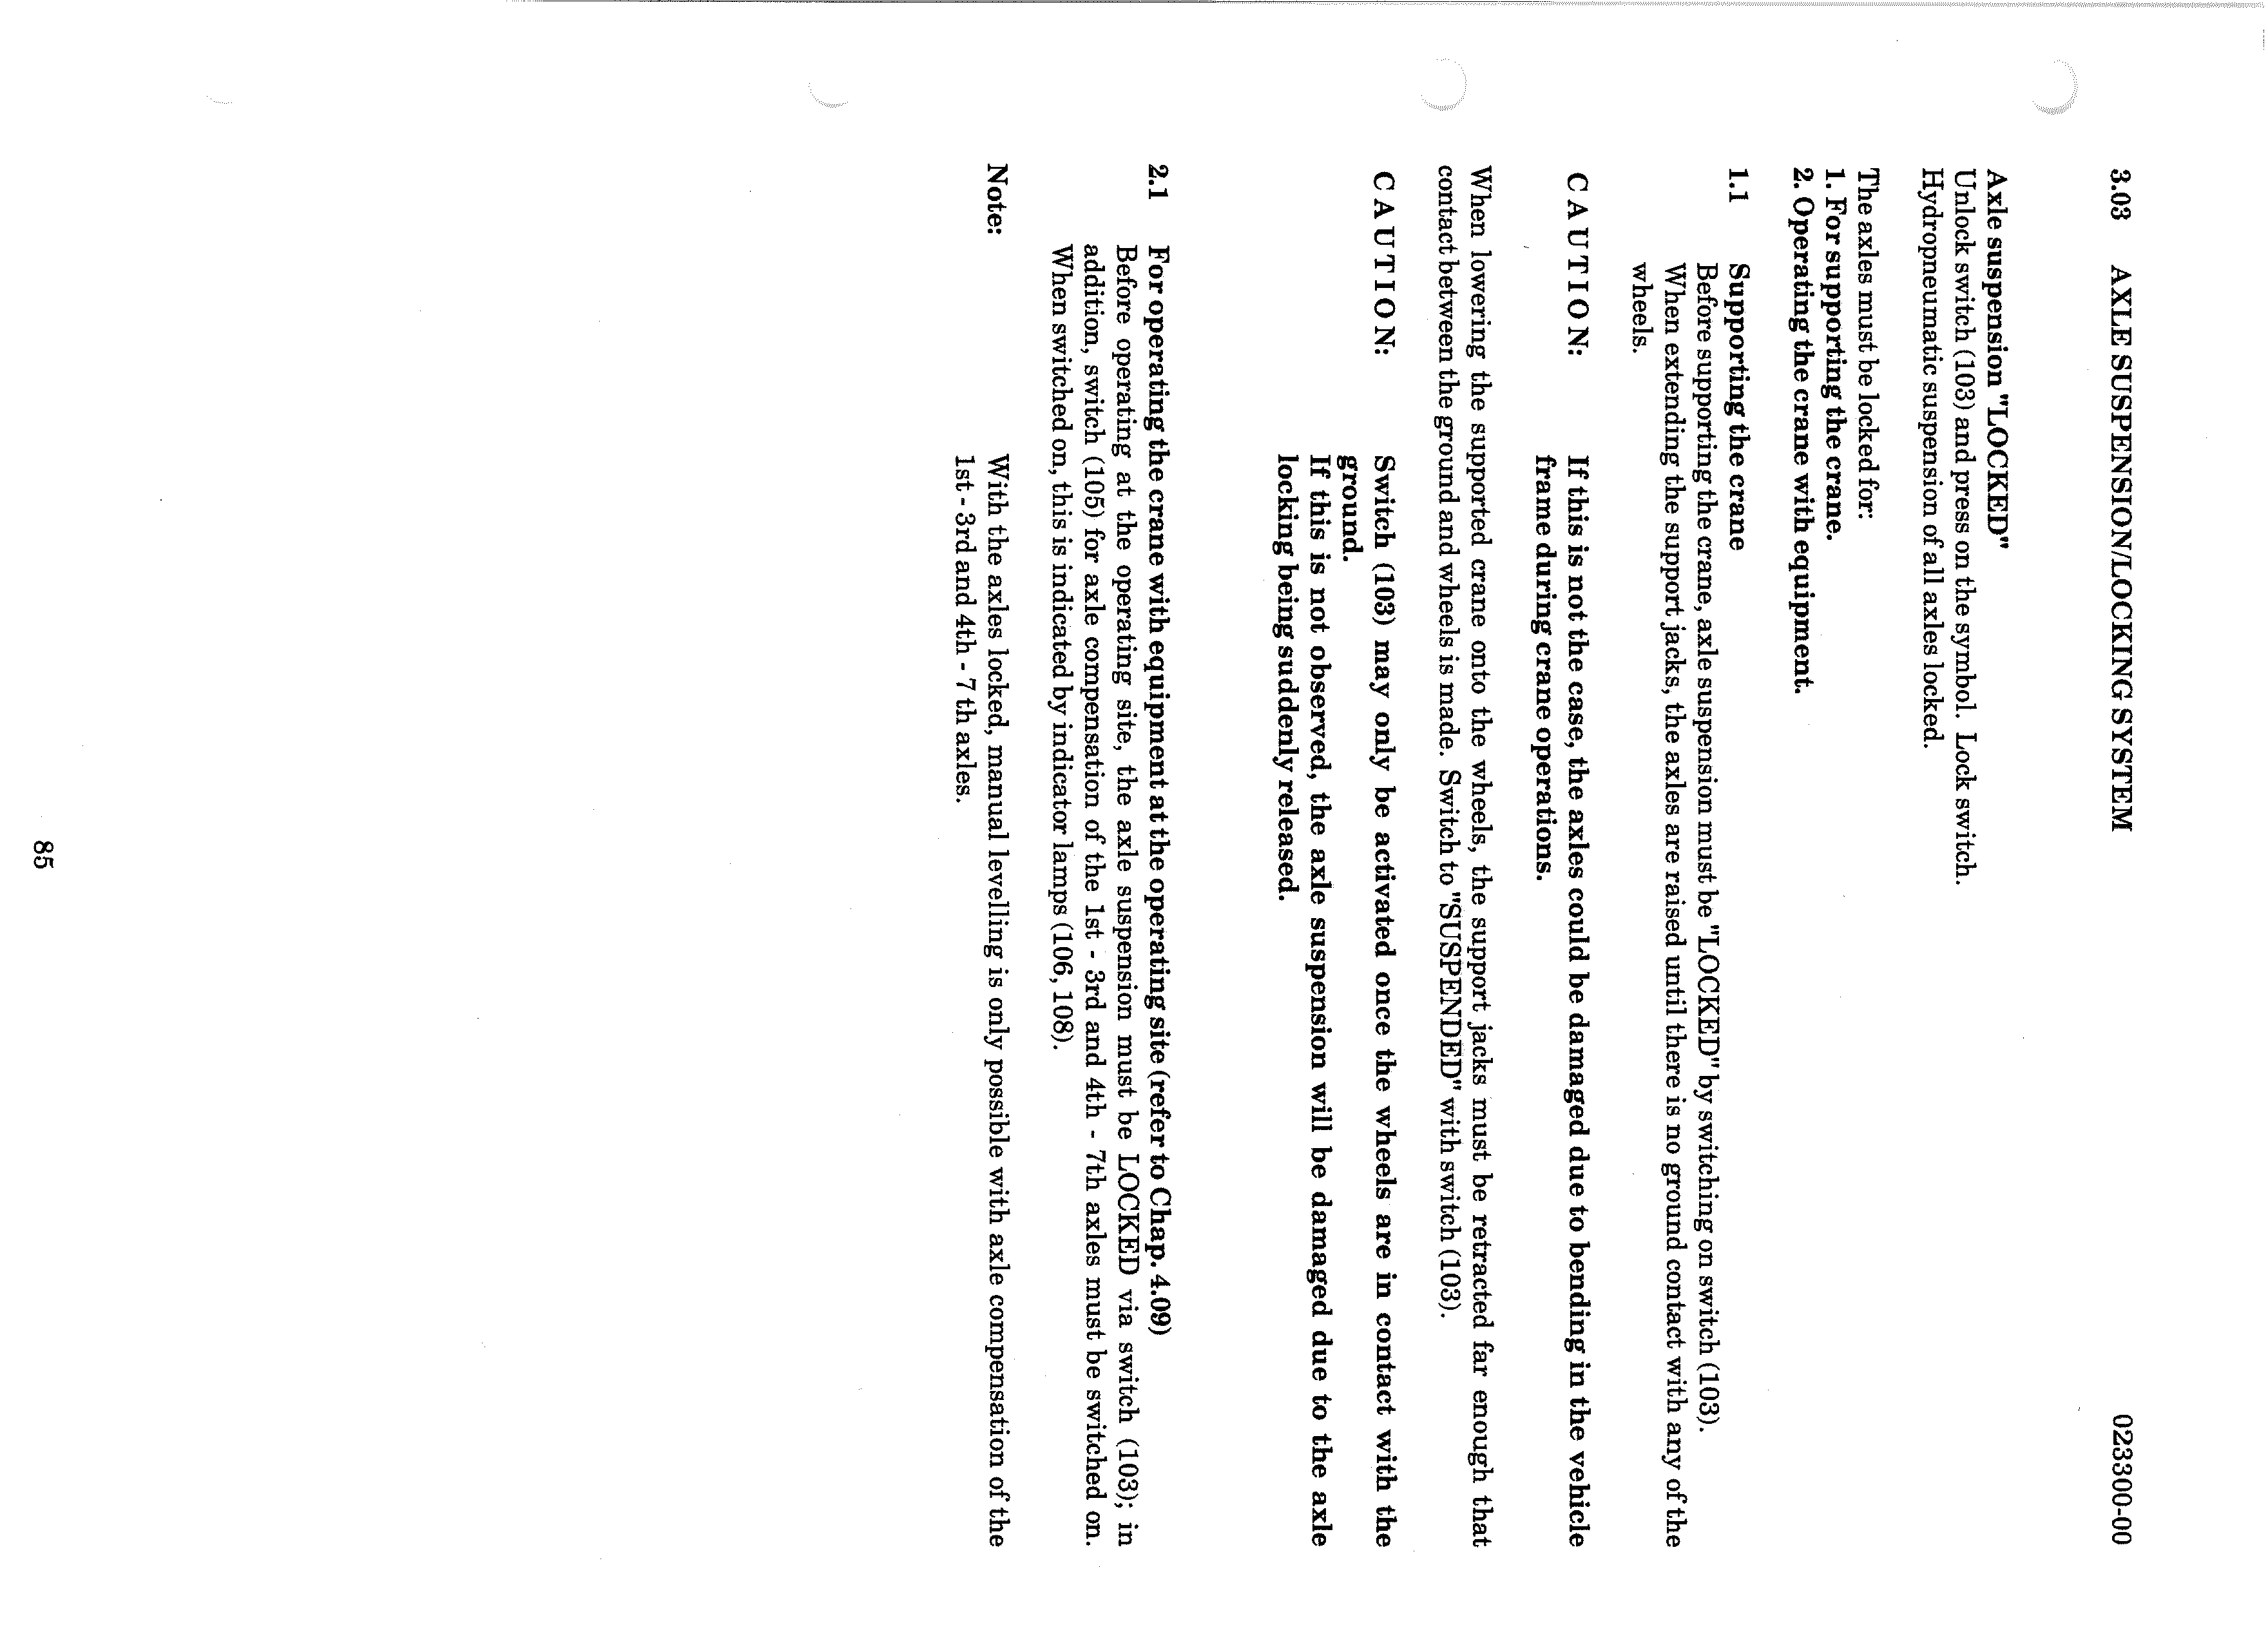 3.03 AXLE SUSPENSION/LOCKING SYSTEM 023300-00
Axle suspension "LOCKED"
Unlock switch (103) and press on the symbol. Lock switch.
Hydropneumatic suspension of all axles locked.
The axles must be locked for:
1. For supporting the crane.
2. Operating the crane with equipment.
1.1 Supporting the crane
Before supporting the crane, axle suspension must be "LOCKED" by switching on switch (103).
When extending the support jacks, the axles are raised until there is no ground contact with any of the
wheels.
CAUTION: If this is not the case, the axles could be damaged due to bending in the vehicle
frame during crane operations.
When lowering the supported crane onto the wheels, the support jacks must be retracted far enough that
contact between the ground and wheels is made. Switch to "SUSPENDED" with switch (103).
CAUTION: Switch (103) may only be activated once the wheels are in contact with the
ground.
If this is not observed, the axle suspension will be damaged due to the axle
locking being suddenly released.
2.1 For operating the crane with equipment at the operating site (refer to Chap. 4.09)
Before operating at the operating site, the axle suspension must be LOCKED via switch (103); in
addition, switch (105) for axle compensation of the 1st - 3rd and 4th - 7th axles must be switched on.
When switched on, this is indicated by indicator lamps (106, 108).
Note: With the axles locked, manual levelling is only possible with axle compensation of the
1st - 3rd and 4th - 7 th axles.
85